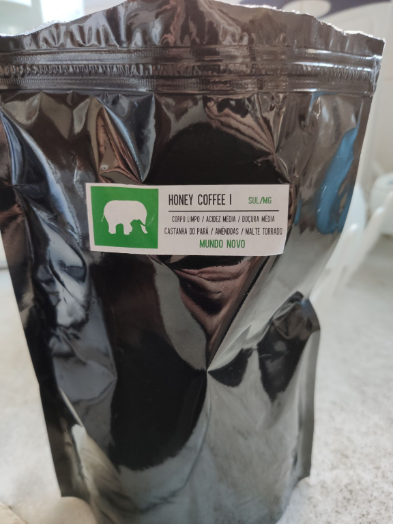 HONEY COFFEE | SUL/MG
CORPO LIMPO / ACIDEZ MÉDIA / DOÇURA MÉDIA
CASTANHA DO PARÁ / AMÊNDOAS / MALTE TORRADO
MUNDO NOVO